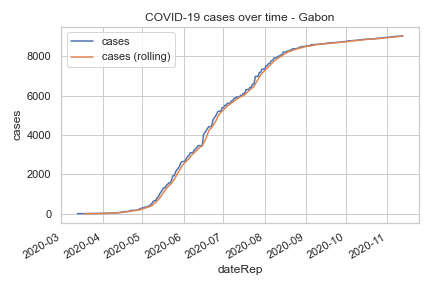 COVID-19 cases over time - Gabon
cases
cases (rolling)
8000
6000
4000
2000
0
cases
2020-03
2020-04
2020-05
2020-06
2020-07
2020-08
2020-09
2020-10
2020-11
dateRep